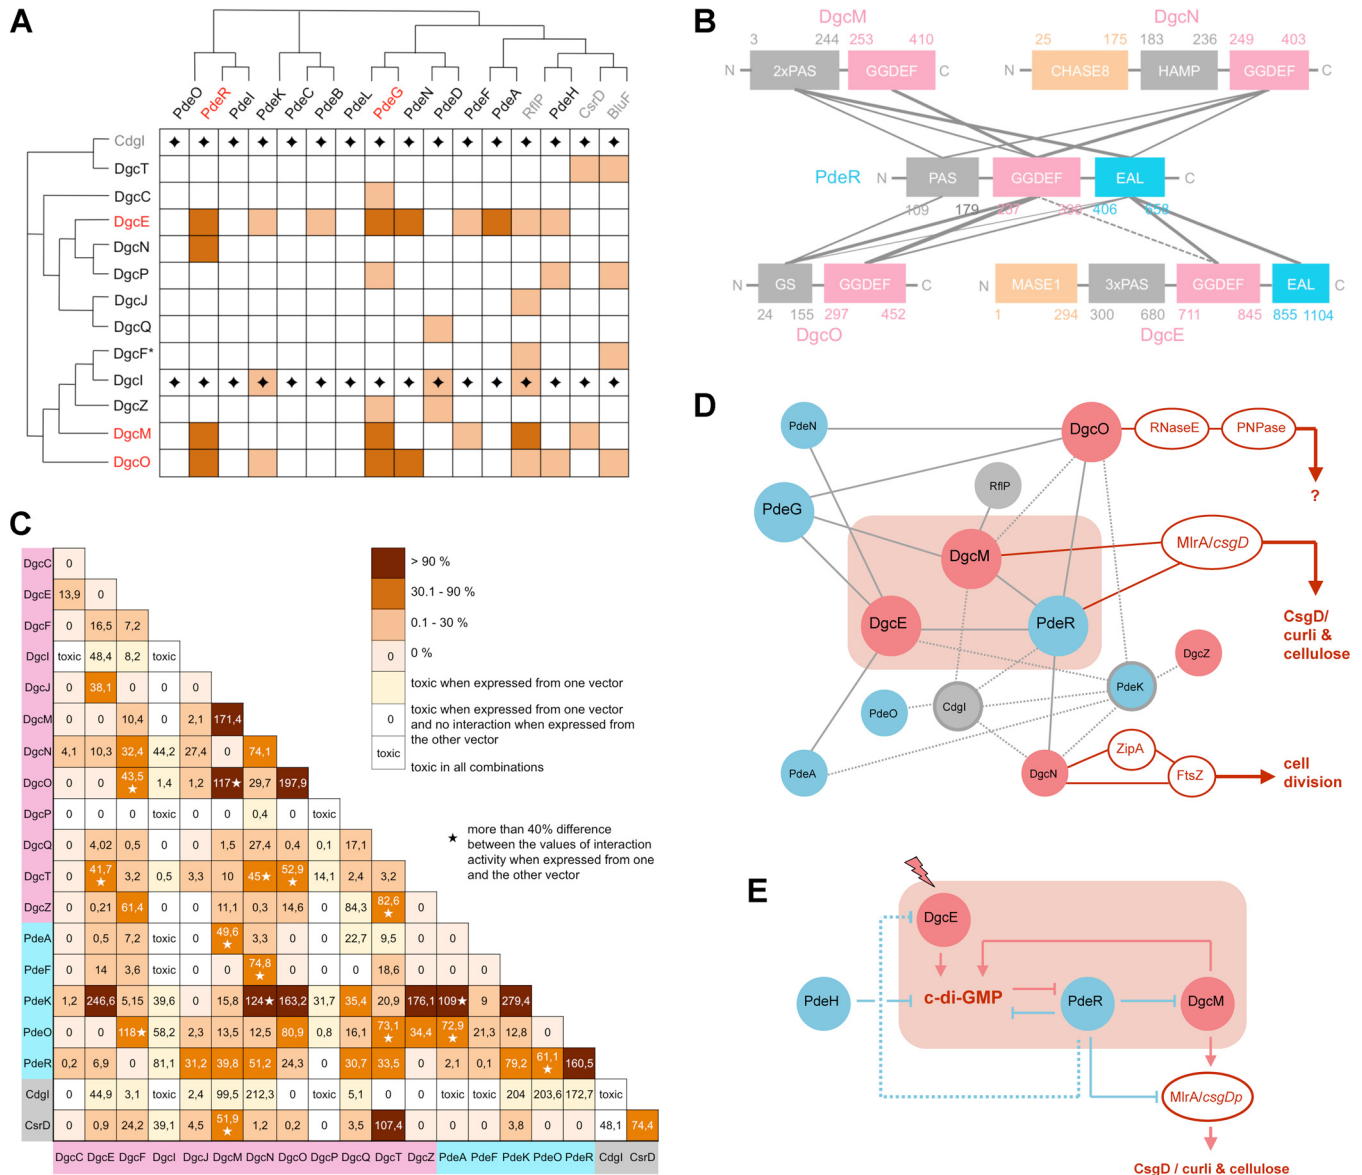 A
PdeO
PdeR
PdeI
PdeK
PdeC
PdeB
PdeL
PdeG
PdeN
PdeD
PdeF
PdeA
RflP
PdeH
CsrD
BluF
CdgI
DgcT
DgcC
DgcE
DgcN
DgcP
DgcJ
DgcQ
DgcF*
DgcI
DgcZ
DgcM
DgcO
B
DgcM
DgcN
3 244 253 410
25 175 183 236 249 403
N 2xPAS GGDEF C
N CHASE8 HAMP GGDEF C
PdeR N PAS GGDEF EAL C
109 179 406
N GS GGDEF C
N MASE1 3xPAS GGDEF EAL C
24 155 297 452
1 294 300 680 711 845 855 1104
DgcO
DgcE
C
DgcC 0
DgcE 13,9 0
DgcF 0 16,5 7,2
DgcI toxic 48,4 8,2 toxic
DgcJ 0 38,1 0 0 0
DgcM 0 0 10,4 0 2,1 171,4
DgcN 4,1 10,3 32,4 44,2 27,4 0 74,1
DgcO 0 0 43,5 1,4 1,2 117 29,7 197,9
DgcP 0 0 0 toxic 0 0 0,4 0 toxic
DgcQ 0 4,02 0,5 0 0 1,5 27,4 0,4 0,1 17,1
DgcT 0 41,7 3,2 0,5 3,3 10 45 52,9 14,1 2,4 3,2
DgcZ 0 0,21 61,4 0 0 11,1 0,3 14,6 0 84,3 82,6 0
PdeA 0 0,5 7,2 toxic 0 49,6 3,3 0 0 22,7 9,5 0 0
PdeF 0 14 3,6 toxic 0 0 74,8 0 0 0 18,6 0 0 0
PdeK 1,2 246,6 5,15 39,6 0 15,8 124 163,2 31,7 35,4 20,9 176,1 109 9 279,4
PdeO 0 0 118 58,2 2,3 13,5 12,5 80,9 0,8 16,1 73,1 34,4 72,9 21,3 12,8 0
PdeR 0,2 6,9 0 81,1 31,2 39,8 51,2 24,3 0 30,7 33,5 0 2,1 0,1 79,2 61,1 160,5
CdgI 0 44,9 3,1 toxic 2,4 99,5 212,3 0 toxic 5,1 0 toxic toxic toxic 204 203,6 172,7 toxic
CsrD 0 0,9 24,2 39,1 4,5 51,9 1,2 0,2 0 3,5 107,4 0 0 0 3,8 0 0 48,1 74,4
DgcC DgcE DgcF DgcI DgcJ DgcM DgcN DgcO DgcP DgcQ DgcT DgcZ PdeA PdeF PdeK PdeO PdeR CdgI CsrD
> 90 %
30.1 - 90 %
0.1 - 30 %
0 0 %
toxic when expressed from one vector
0 toxic when expressed from one vector
and no interaction when expressed from
the other vector
toxic toxic in all combinations
more than 40% difference
between the values of interaction
activity when expressed from one
and the other vector
D
PdeN
DgcO
RNaseE
PNPase
?
RflP
PdeG
DgcM
MlrA/csgD
DgcE
PdeR
CsgD/
curli &
cellulose
DgcZ
PdeK
CdgI
PdeO
PdeA
DgcN
ZipA
FtsZ
cell
division
E
DgcE
PdeH
c-di-GMP
PdeR
DgcM
MlrA/csgDp
CsgD / curli & cellulose